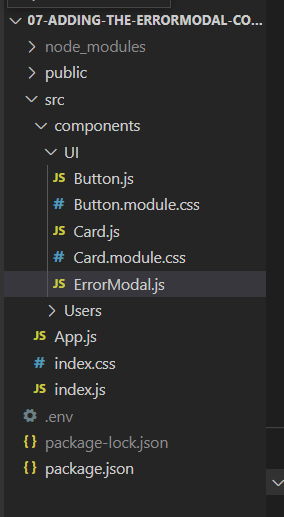 07-ADDING-THE-ERRORMODAL-CO...
node_modules
public
src
components
UI
JS Button.js
# Button.module.css
JS Card.js
# Card.module.css
JS ErrorModal.js
Users
JS App.js
# index.css
JS index.js
.env
{} package-lock.json
{} package.json